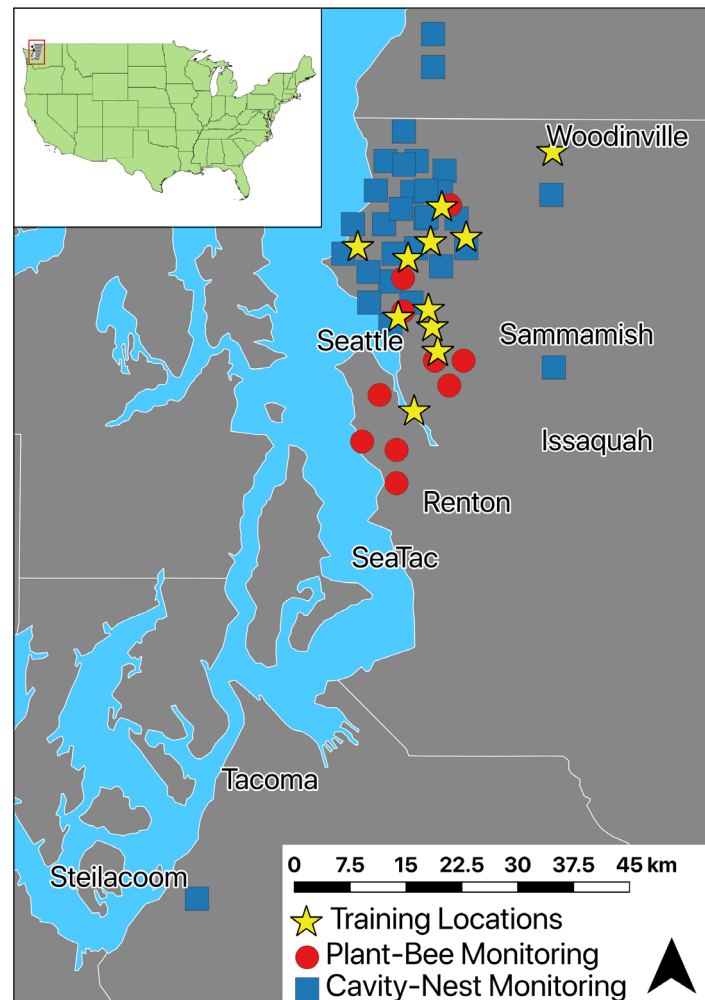 Woodinville
Seattle
Sammamish
Issaquah
Renton
SeaTac
Tacoma
Steilacoom
0 7.5 15 22.5 30 37.5 45 km
Training Locations
Plant-Bee Monitoring
Cavity-Nest Monitoring